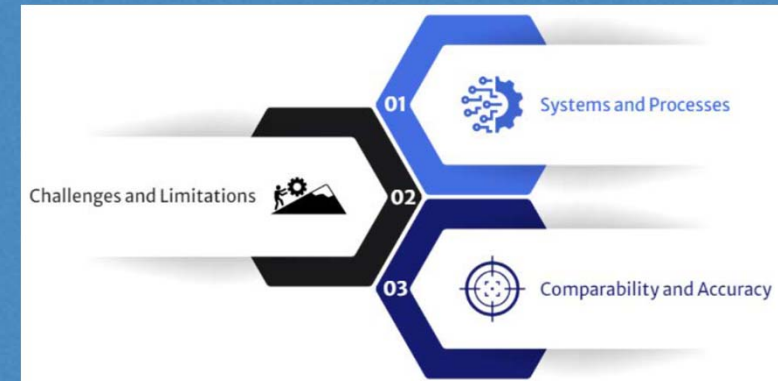 01
Systems and Processes
Challenges and Limitations
02
03
Comparability and Accuracy